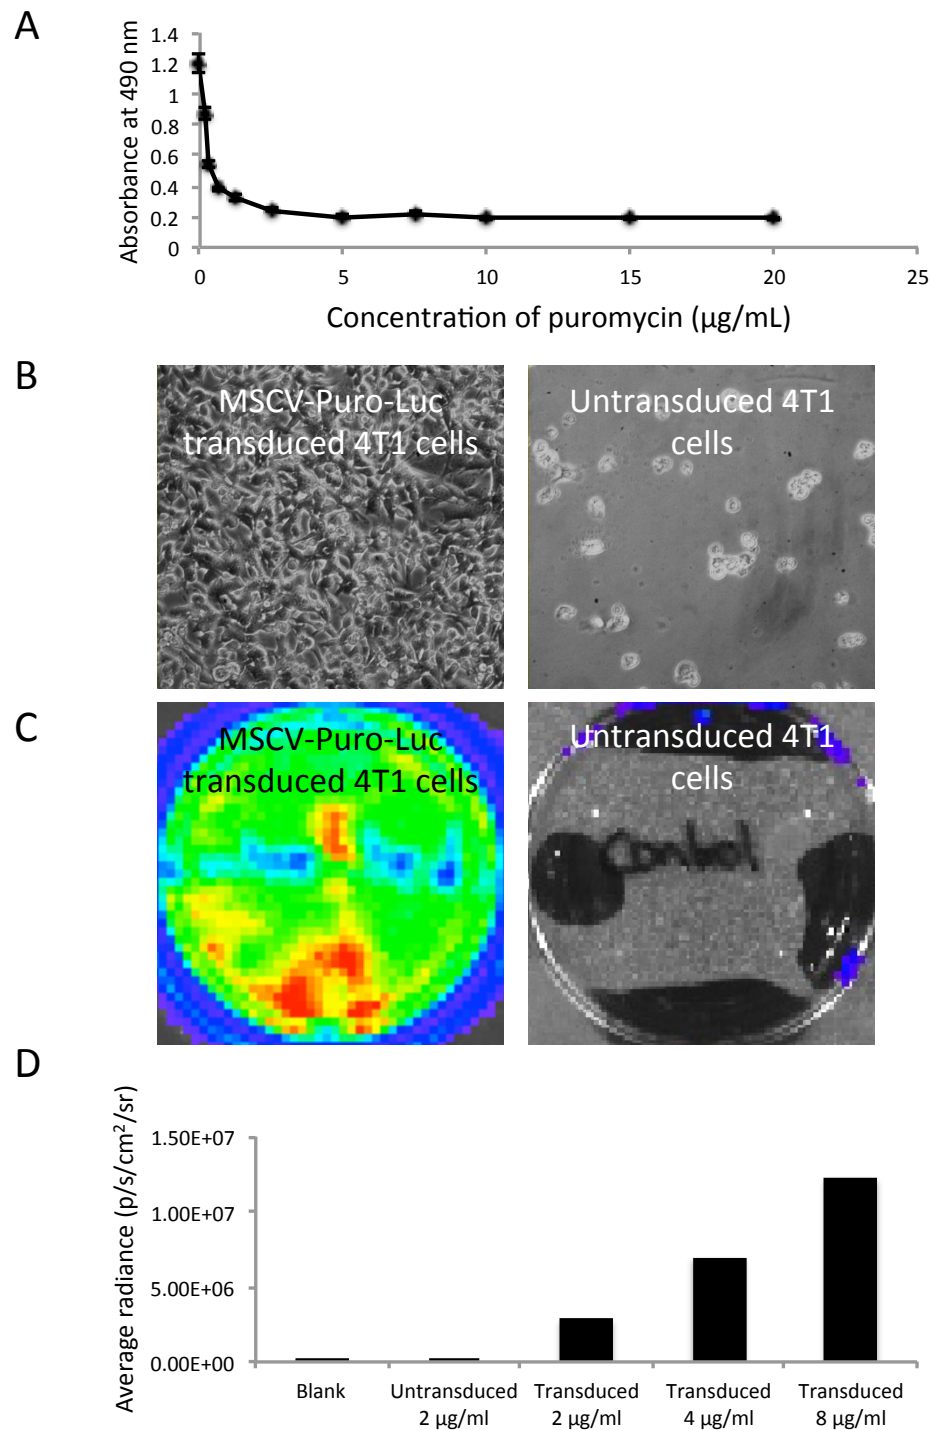 A
Absorbance at 490 nm
1.4
1.2
1
0.8
0.6
0.4
0.2
0
0
5
10
15
20
25
Concentration of puromycin (μg/mL)
B
MSCV-Puro-Luc
transduced 4T1 cells
Untransduced 4T1
cells
C
MSCV-Puro-Luc
transduced 4T1 cells
Untransduced 4T1
cells
Control
D
Average radiance (p/s/cm²/sr)
1.50E+07
1.00E+07
5.00E+06
0.00E+00
Blank
Untransduced
2 μg/ml
Transduced
2 μg/ml
Transduced
4 μg/ml
Transduced
8 μg/ml